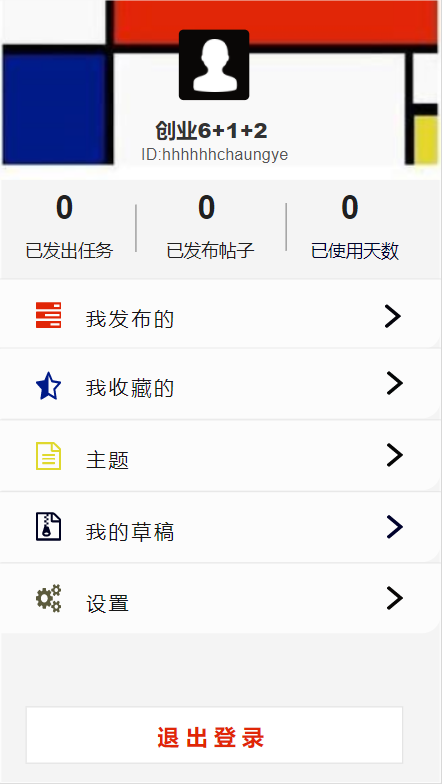 创业6+1+2
ID:hhhhhhchaungye
0 0 0
已发出任务 已发布帖子 已使用天数
我发布的
我收藏的
主题
我的草稿
设置
退出登录